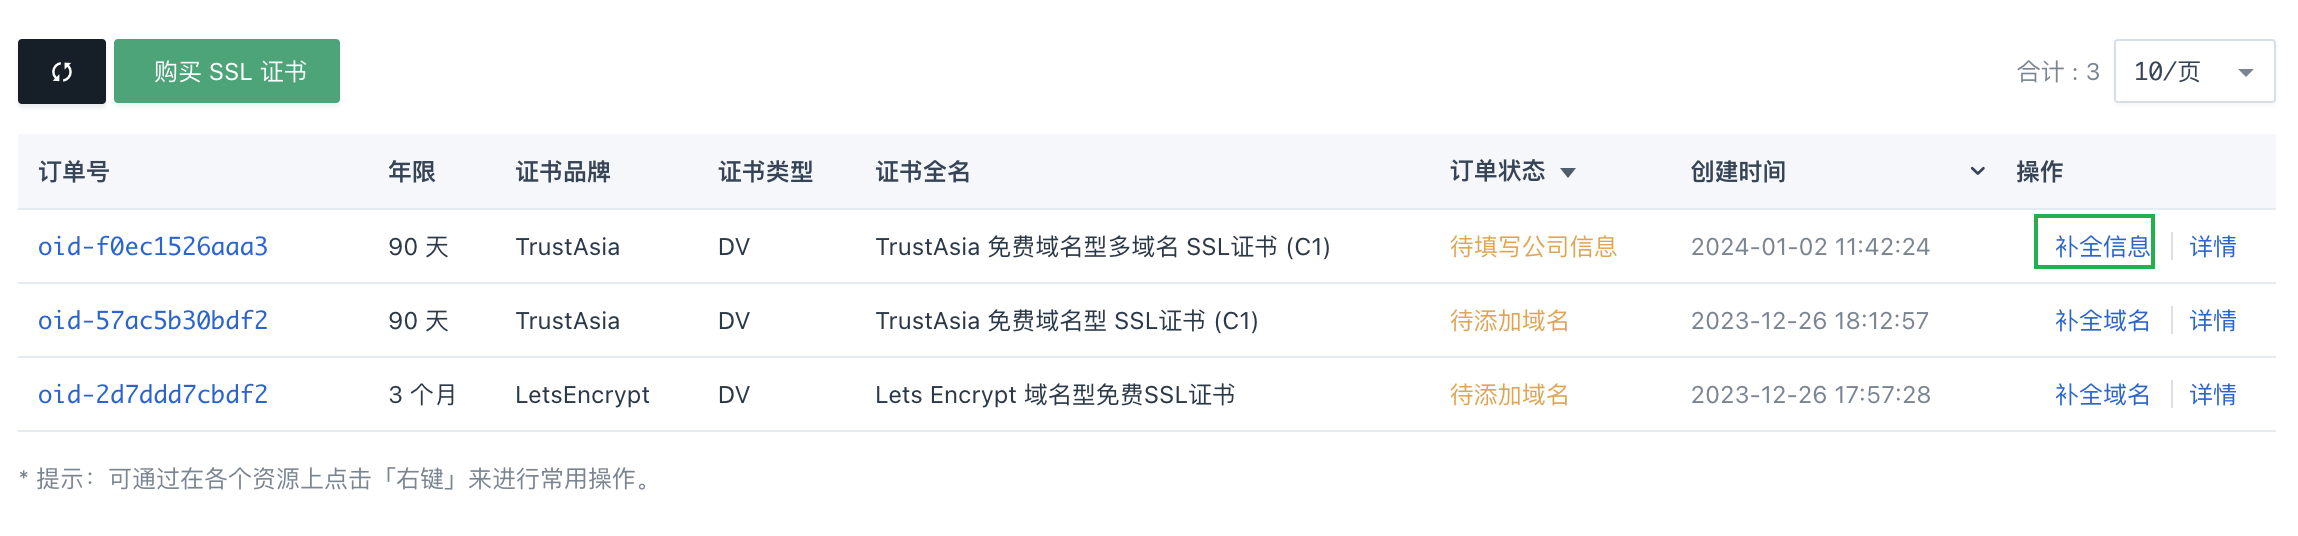 购买 SSL 证书 合计 : 3 10/页
订单号 年限 证书品牌 证书类型 证书全名 订单状态 创建时间 操作
oid-f0ec1526aaa3 90 天 TrustAsia DV TrustAsia 免费域名型多域名 SSL证书 (C1) 待填写公司信息 2024-01-02 11:42:24 补全信息 详情
oid-57ac5b30bdf2 90 天 TrustAsia DV TrustAsia 免费域名型 SSL证书 (C1) 待添加域名 2023-12-26 18:12:57 补全域名 详情
oid-2d7ddd7cbdf2 3 个月 LetsEncrypt DV Lets Encrypt 域名型免费SSL证书 待添加域名 2023-12-26 17:57:28 补全域名 详情
* 提示：可通过在各个资源上点击「右键」来进行常用操作。